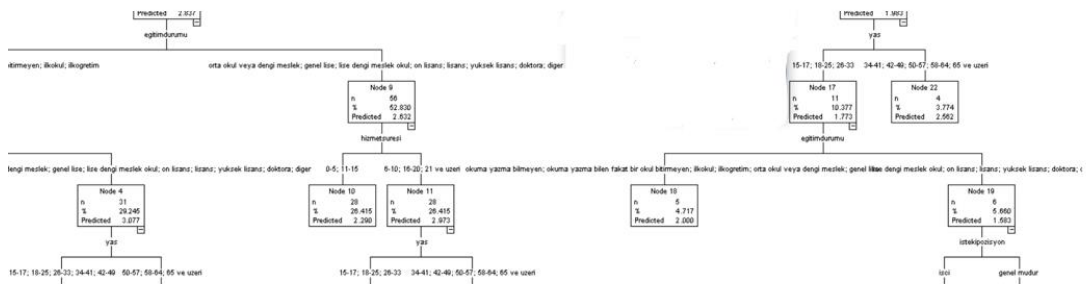 Predicted 2.837
Predicted 1.983
egitimdurumu
yas
bitirmeyen; ilkokul; ilkogretim
orta okul veya dengi meslek; genel lise; lise dengi meslek okul; on lisans; lisans; yuksek lisans; doktora; diger
15-17; 18-25; 26-33
34-41; 42-49; 50-57; 58-64; 65 ve uzeri
Node 9
n 56
% 52.830
Predicted 2.632
Node 17
n 11
% 10.377
Predicted 1.773
Node 22
n 4
% 3.774
Predicted 2.562
hizmetsuresi
egitimdurumu
dengi meslek; genel lise; lise dengi meslek okul; on lisans; lisans; yuksek lisans; doktora; diger
0-5; 11-15
6-10; 16-20; 21 ve uzeri
okuma yazma bilmeyen; okuma yazma bilen fakat bir okul bitirmeyen; ilkokul; ilkogretim; orta okul veya dengi meslek; genel lise
dengi meslek okul; on lisans; lisans; yuksek lisans; doktora;
Node 4
n 31
% 29.245
Predicted 3.077
Node 10
n 28
% 26.415
Predicted 2.290
Node 11
n 28
% 26.415
Predicted 2.973
Node 18
n 5
% 4.717
Predicted 2.000
Node 19
n 6
% 5.660
Predicted 1.583
yas
yas
istekipozisyon
15-17; 18-25; 26-33; 34-41; 42-49
50-57; 58-64; 65 ve uzeri
15-17; 18-25; 26-33
34-41; 42-49; 50-57; 58-64; 65 ve uzeri
isci
genel mudur